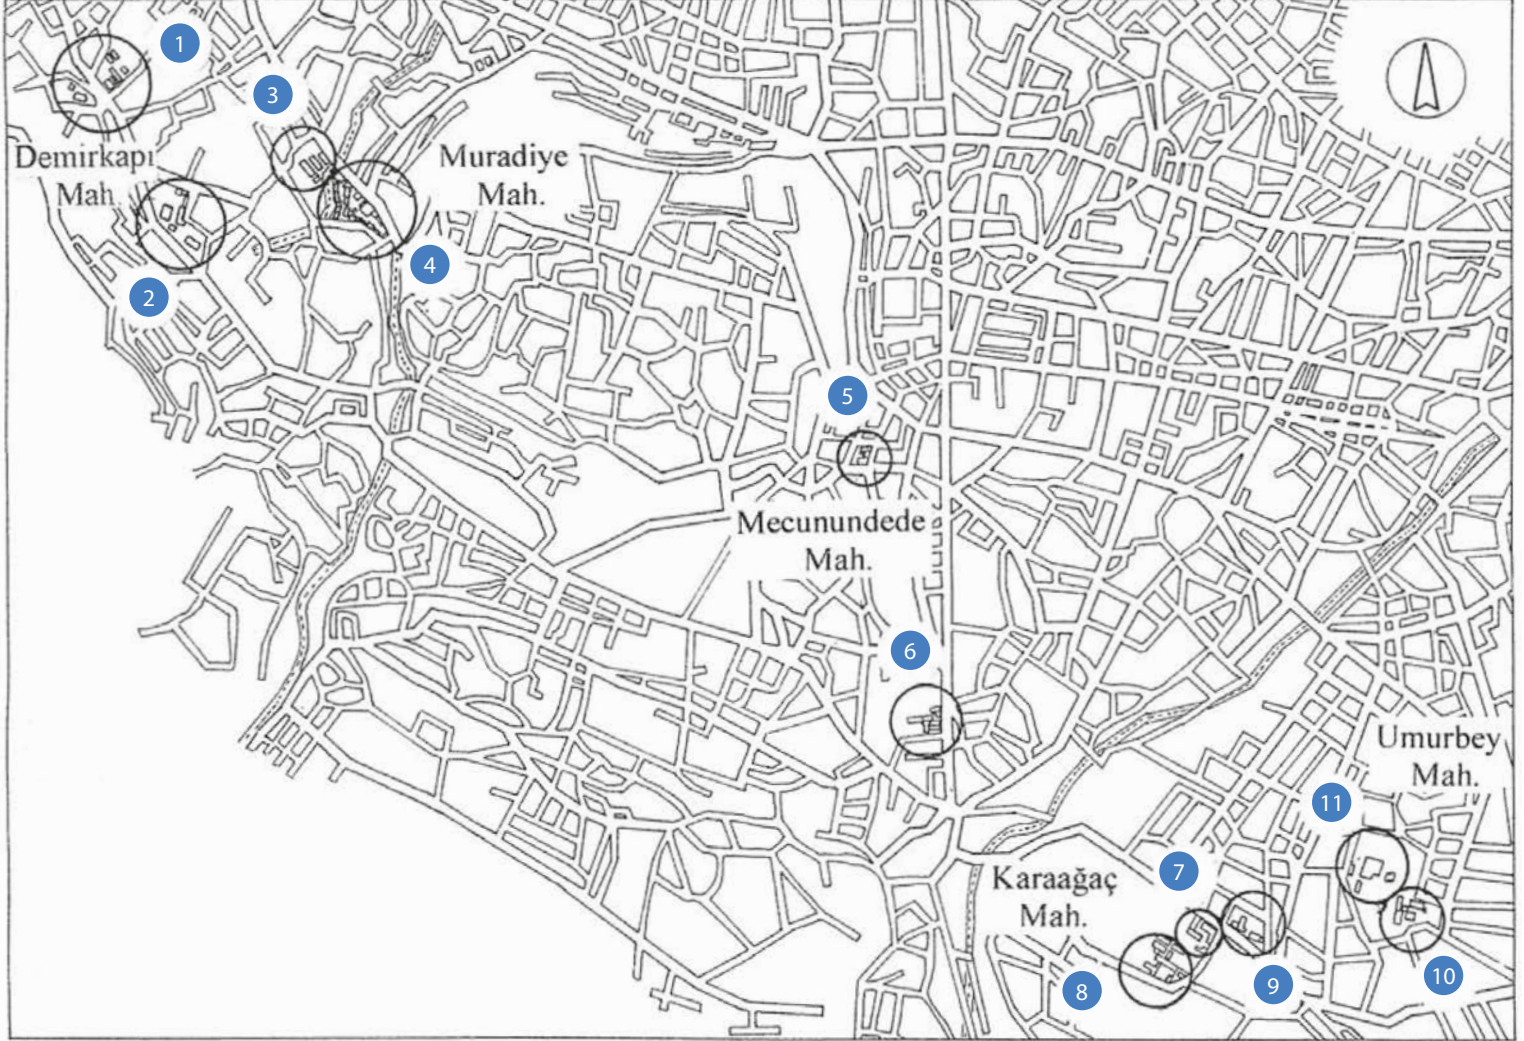 1
3
Demirkapı
Mah.
Muradiye
Mah.
4
2
5
Mecunundede
Mah.
6
Umurbey
Mah.
11
7
Karaağaç
Mah.
8
9
10